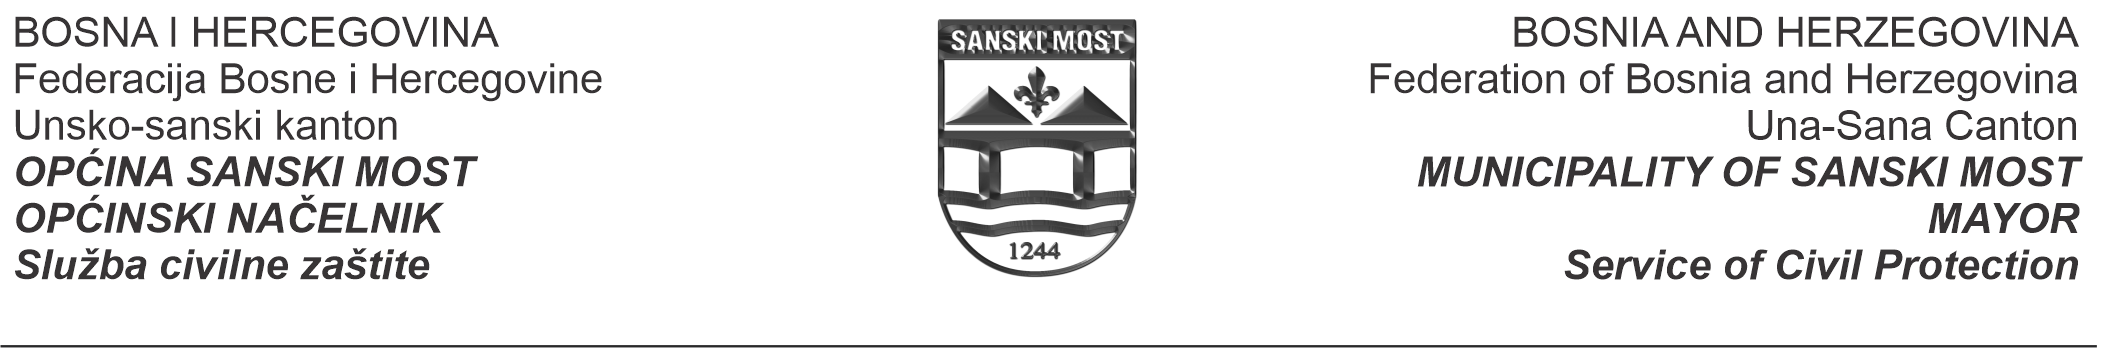 BOSNA I HERCEGOVINA
Federacija Bosne i Hercegovine
Unsko-sanski kanton
OPĆINA SANSKI MOST
OPĆINSKI NAČELNIK
Služba civilne zaštite
SANSKI MOST
1244
BOSNIA AND HERZEGOVINA
Federation of Bosnia and Herzegovina
Una-Sana Canton
MUNICIPALITY OF SANSKI MOST
MAYOR
Service of Civil Protection